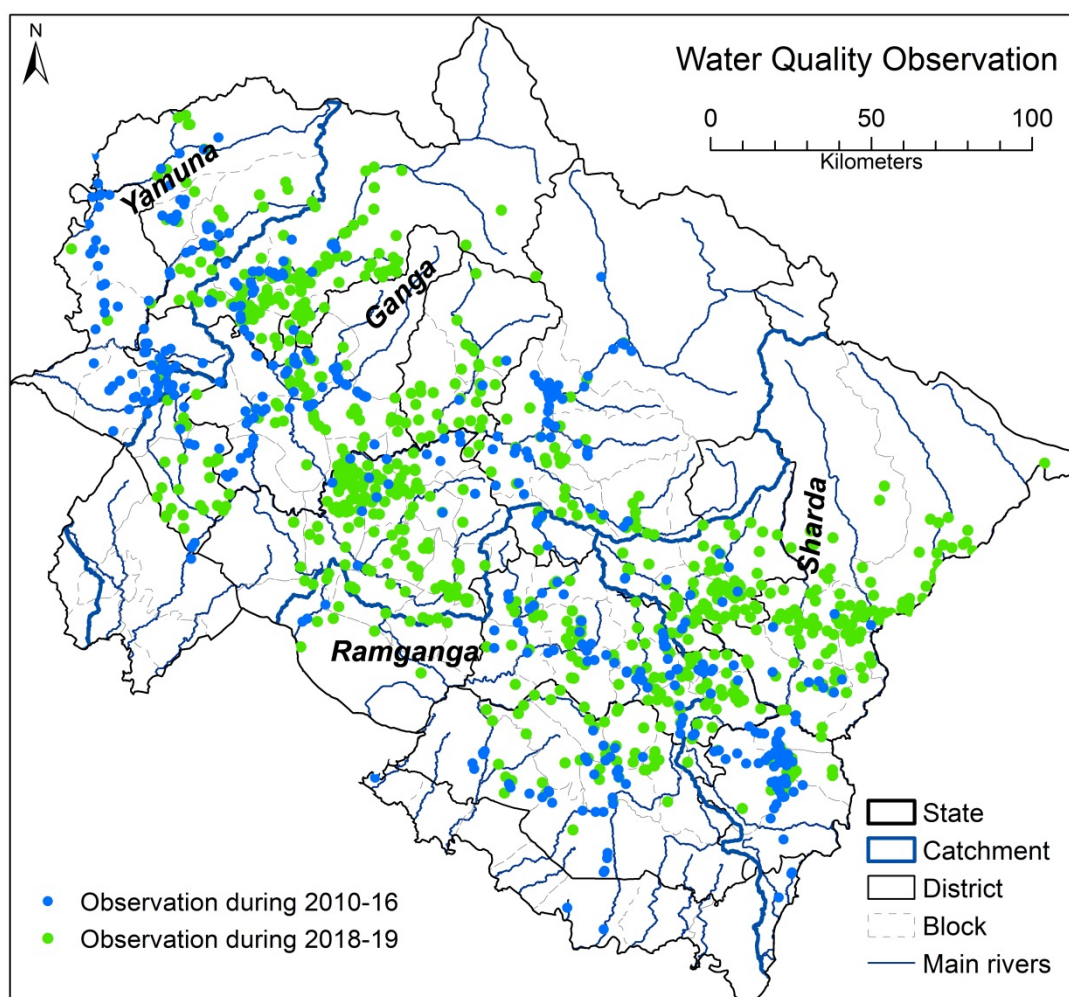 N
Water Quality Observation
0 50 100
Kilometers
Yamuna
Ganga
Sharda
Ramganga
State
Catchment
District
Block
Main rivers
Observation during 2010-16
Observation during 2018-19